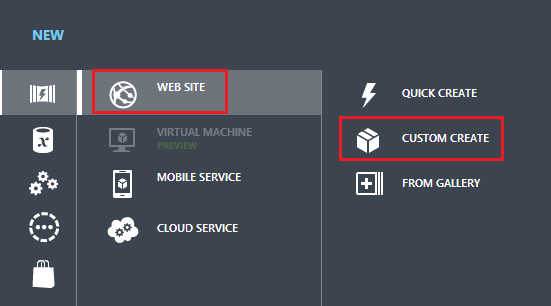 NEW
WEB SITE
VIRTUAL MACHINE
PREVIEW
MOBILE SERVICE
CLOUD SERVICE
QUICK CREATE
CUSTOM CREATE
FROM GALLERY